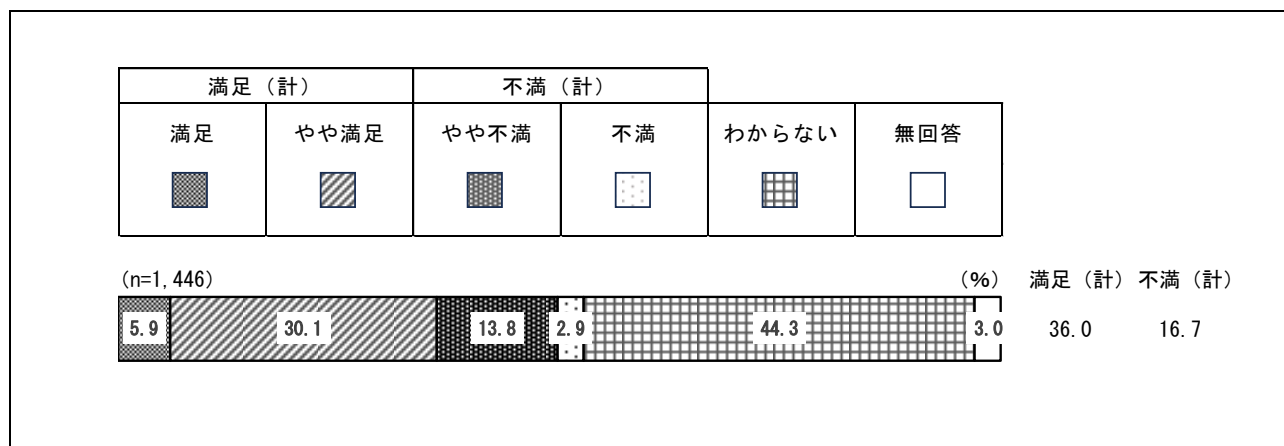 満足（計） 不満（計）
満足 やや満足 やや不満 不満 わからない 無回答
(n=1,446) (%) 満足（計） 不満（計）
5.9 30.1 13.8 2.9 44.3 3.0 36.0 16.7